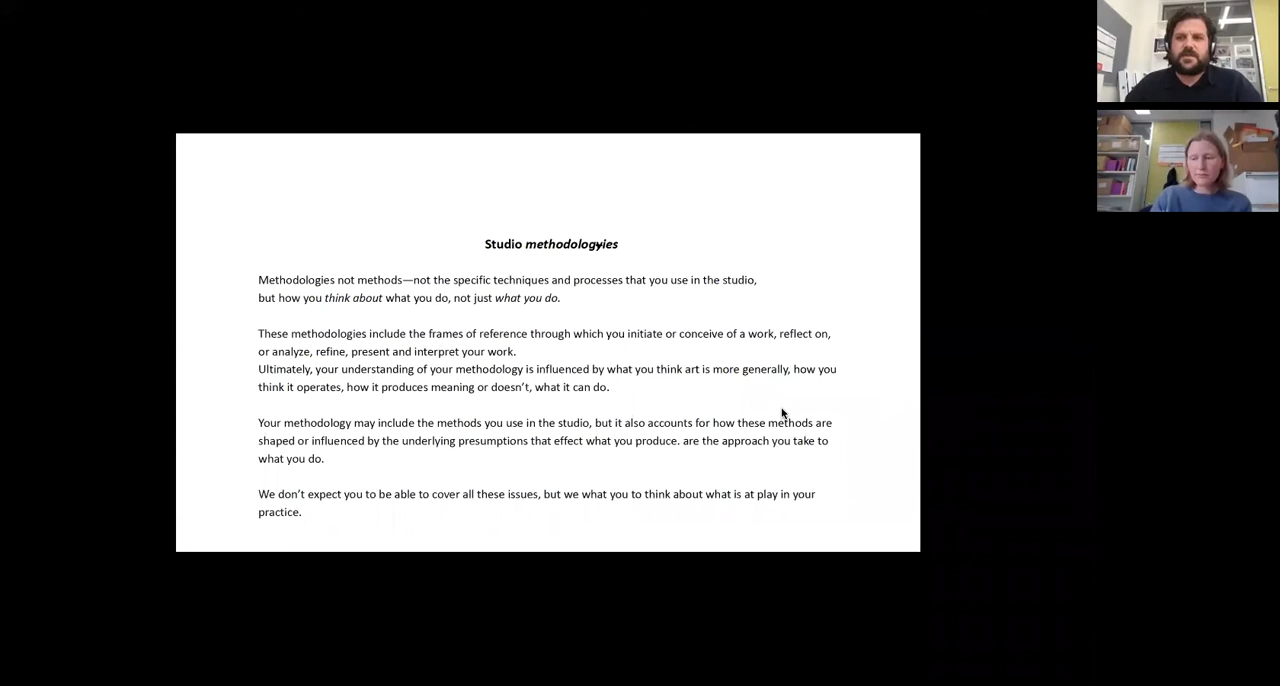 Studio methodologyies
Methodologies not methods—not the specific techniques and processes that you use in the studio,
but how you think about what you do, not just what you do.
These methodologies include the frames of reference through which you initiate or conceive of a work, reflect on,
or analyze, refine, present and interpret your work.
Ultimately, your understanding of your methodology is influenced by what you think art is more generally, how you
think it operates, how it produces meaning or doesn’t, what it can do.
Your methodology may include the methods you use in the studio, but it also accounts for how these methods are
shaped or influenced by the underlying presumptions that effect what you produce. are the approach you take to
what you do.
We don’t expect you to be able to cover all these issues, but we what you to think about what is at play in your
practice.